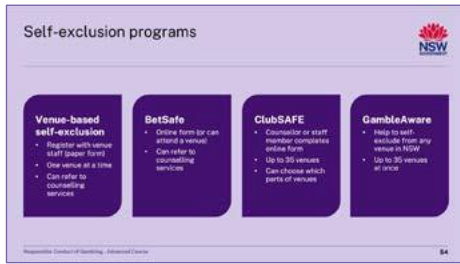 Self-exclusion programs
NSW
GOVERNMENT
Venue-based
self-exclusion
• Register with venue
staff (paper form)
• One venue at a time
• Can refer to
counselling
services
BetSafe
• Online form (or can
attend a venue)
• Can refer to
counselling
services
ClubSAFE
• Counsellor or staff
member completes
online form
• Up to 35 venues
• Can choose which
parts of venues
GambleAware
• Help to self-
exclude from any
venue in NSW
• Up to 35 venues
at once
Responsible Conduct of Gambling - Advanced Course
54